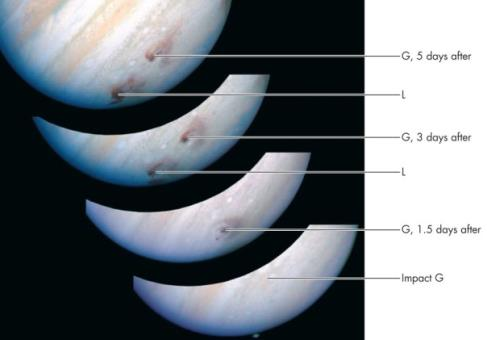 G, 5 days after
L
G, 3 days after
L
G, 1.5 days after
Impact G